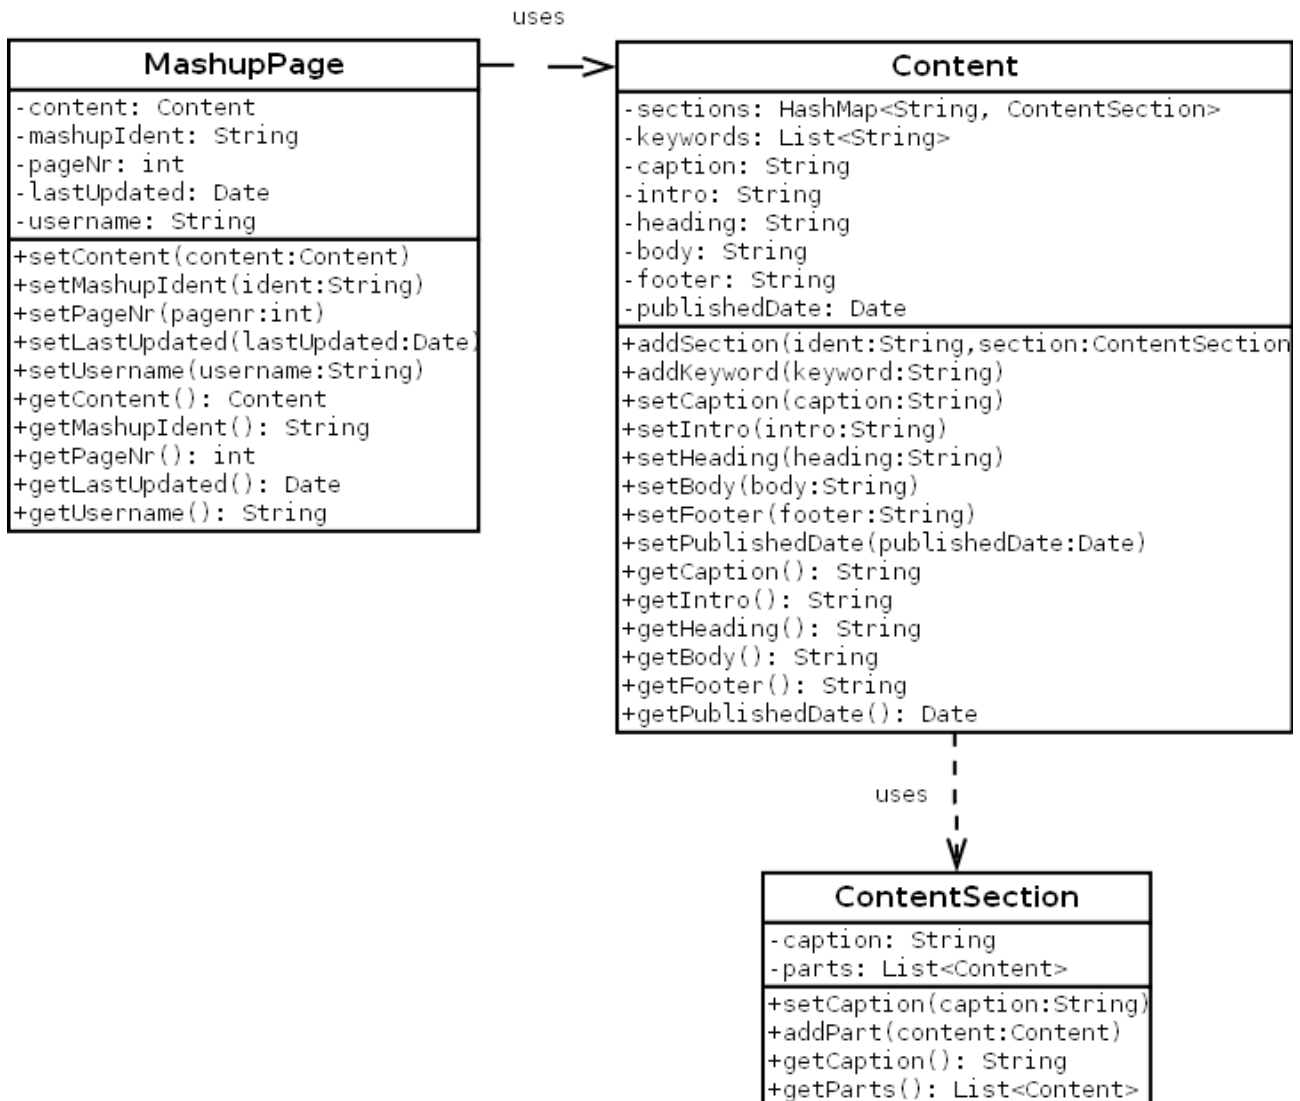 uses
MashupPage
-content: Content
-mashupIdent: String
-pageNr: int
-lastUpdated: Date
-username: String
+setContent(content:Content)
+setMashupIdent(ident:String)
+setPageNr(pagenr:int)
+setLastUpdated(lastUpdated:Date)
+setUsername(username:String)
+getContent(): Content
+getMashupIdent(): String
+getPageNr(): int
+getLastUpdated(): Date
+getUsername(): String
Content
-sections: HashMap<String, ContentSection>
-keywords: List<String>
-caption: String
-intro: String
-heading: String
-body: String
-footer: String
-publishedDate: Date
+addSection(ident:String,section:ContentSection
+addKeyword(keyword:String)
+setCaption(caption:String)
+setIntro(intro:String)
+setHeading(heading:String)
+setBody(body:String)
+setFooter(footer:String)
+setPublishedDate(publishedDate:Date)
+getCaption(): String
+getIntro(): String
+getHeading(): String
+getBody(): String
+getFooter(): String
+getPublishedDate(): Date
uses
ContentSection
-caption: String
-parts: List<Content>
+setCaption(caption:String)
+addPart(content:Content)
+getCaption(): String
+getParts(): List<Content>